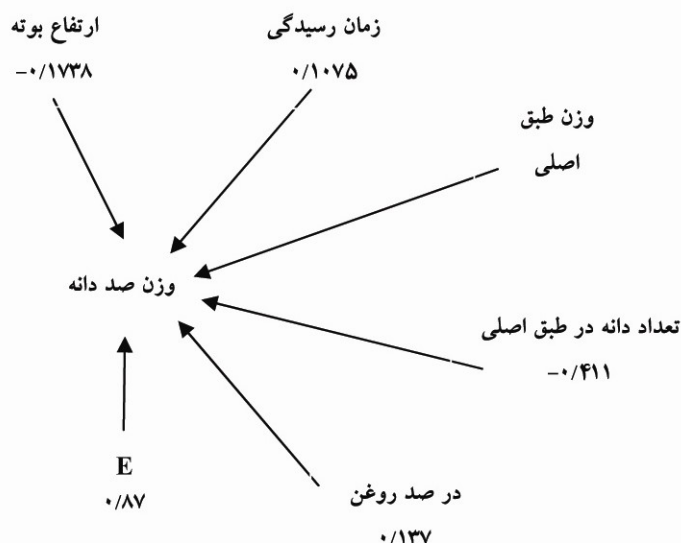 زمان رسیدگی
۰/۱۰۷۵
ارتفاع بوته
−۰/۱۷۳۸
وزن طبق
اصلی
وزن صد دانه
تعداد دانه در طبق اصلی
−۰/۴۱۱
E
۰/۸۷
در صد روغن
۰/۱۳۷